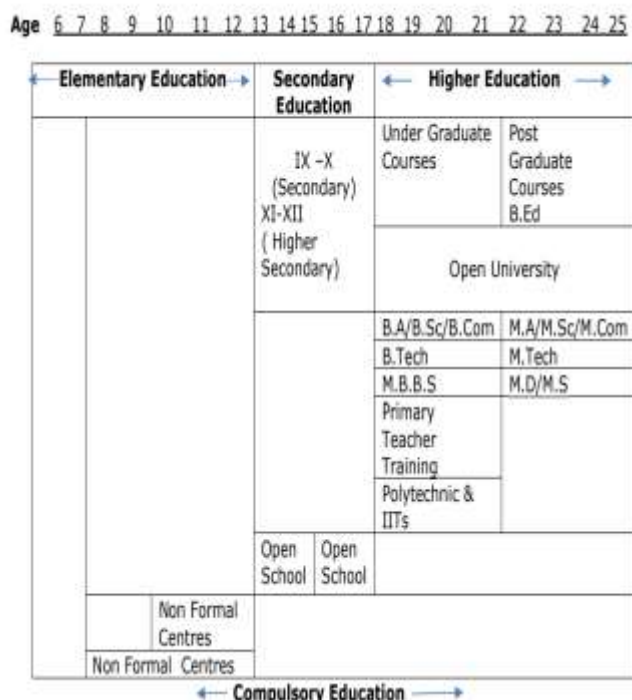 Age 6 7 8 9 10 11 12 13 14 15 16 17 18 19 20 21 22 23 24 25
Elementary Education
Secondary
Education
Higher Education
IX –X
(Secondary)
XI-XII
( Higher
Secondary)
Under Graduate
Courses
Post
Graduate
Courses
B.Ed
Open University
B.A/B.Sc/B.Com
M.A/M.Sc/M.Com
B.Tech
M.Tech
M.B.B.S
M.D/M.S
Primary
Teacher
Training
Polytechnic &
IITs
Open
School
Open
School
Non Formal
Centres
Non Formal Centres
Compulsory Education